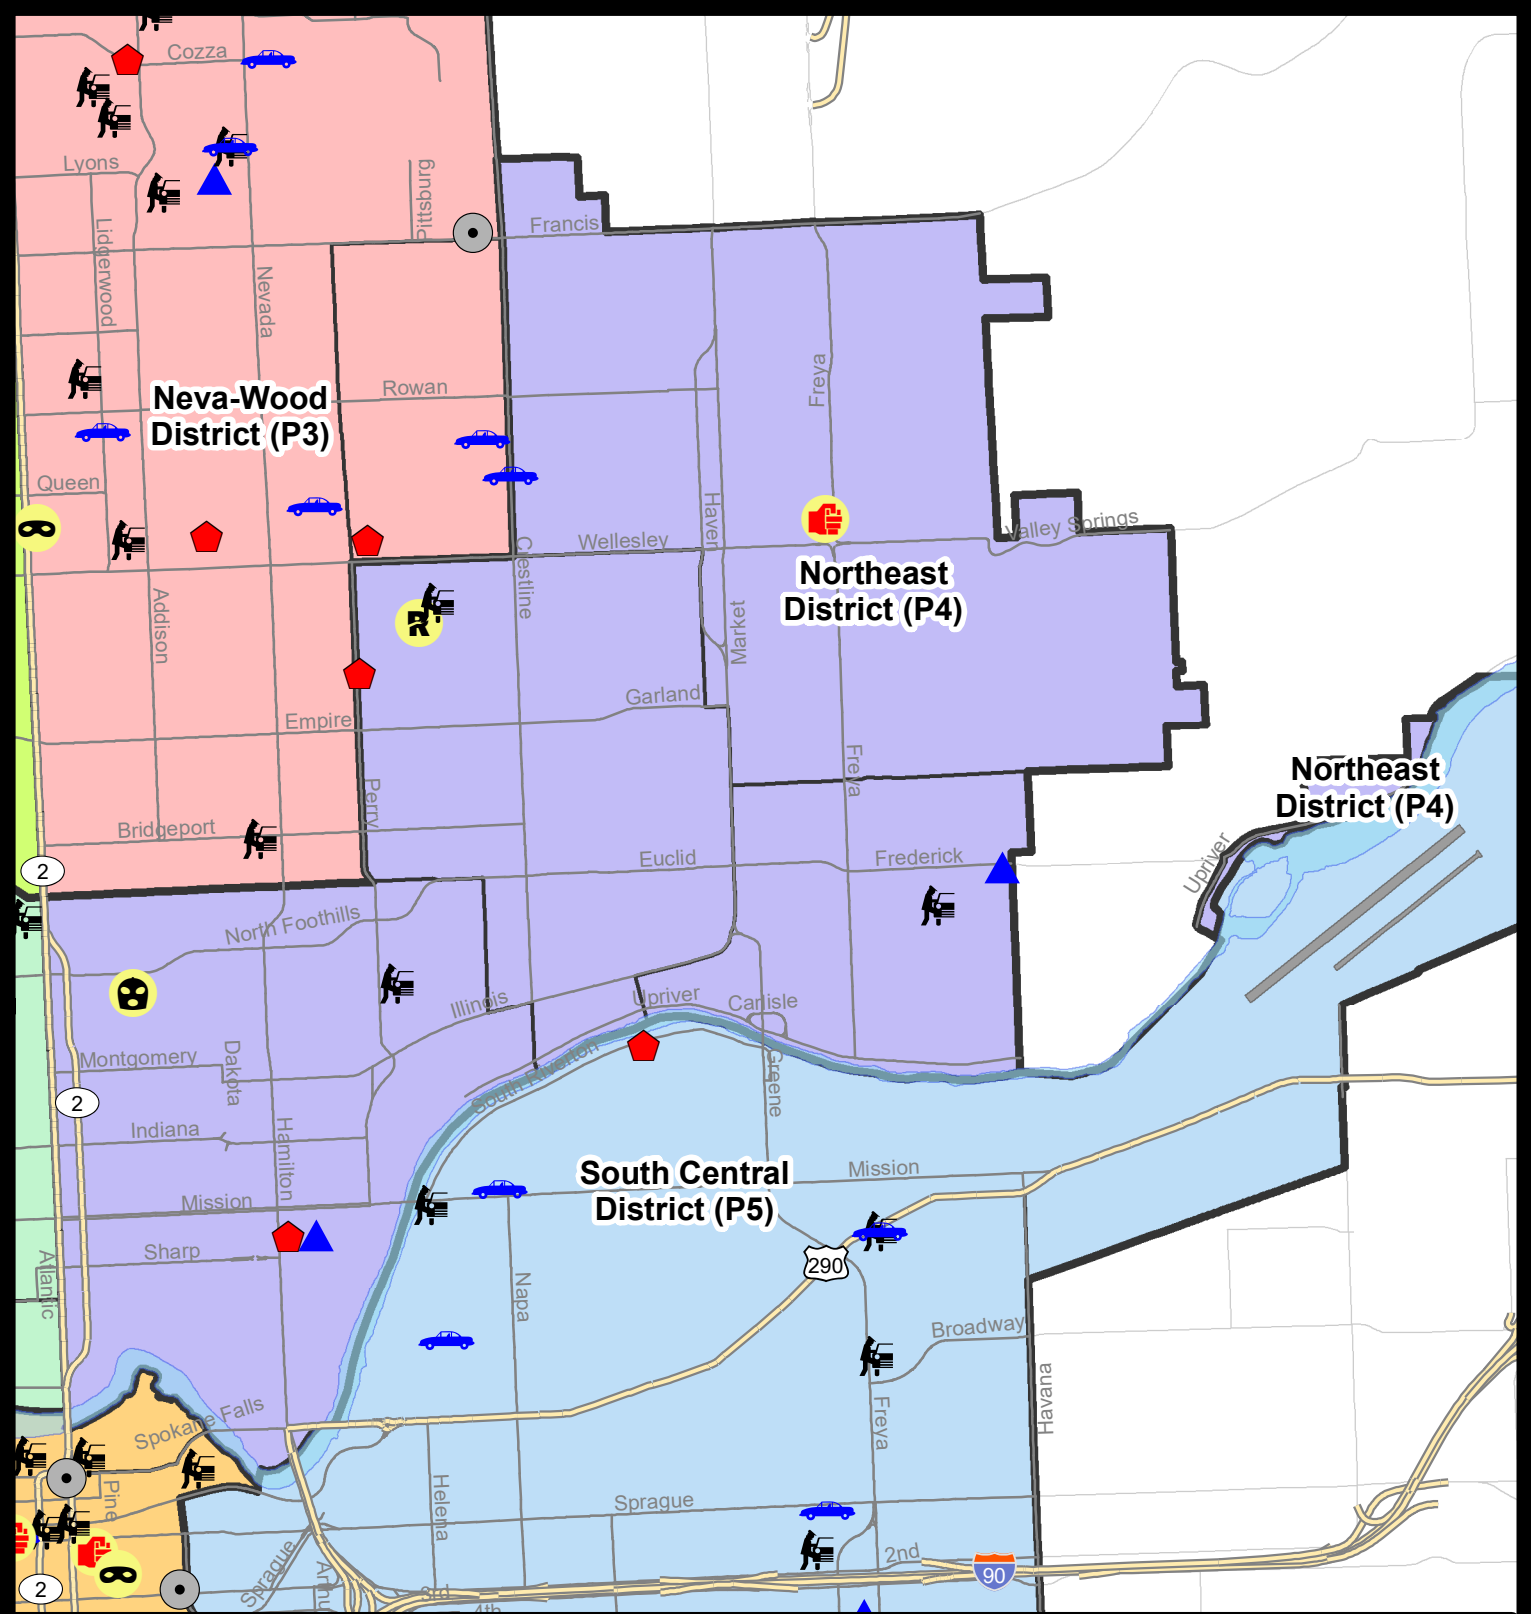 Cozza
Lyons
Pittsburg
Lidgerwood
Francis
Nevada
Freya
Rowan
Neva-Wood
District (P3)
Queen
Haven
Valley Springs
Wellesley
Crestline
Northeast
District (P4)
R
Addison
Market
Garland
Empire
Freya
Northeast
District (P4)
Perry
Bridgeport
Euclid
Frederick
Upriver
2
North Foothills
Illinois
Upriver
Carlisle
Montgomery
Dakota
South Riverton
Greene
2
Indiana
Hamilton
South Central
District (P5)
Mission
Mission
Sharp
Atlantic
290
Napa
Broadway
Havana
Spokane Falls
Freya
Pine
Helena
Sprague
Sprague
2nd
90
2
3rd
4th